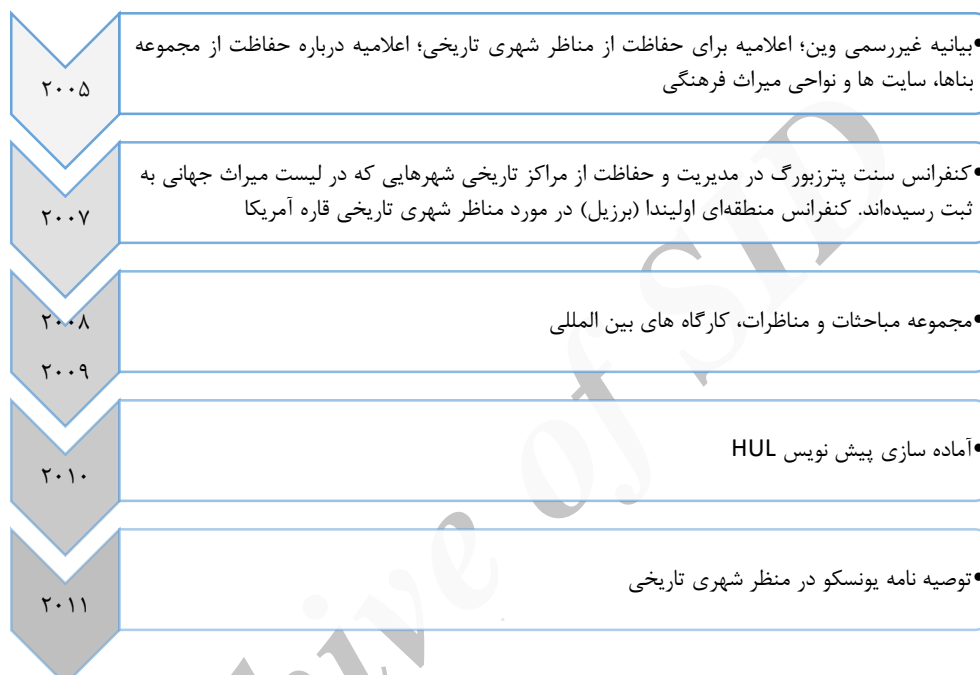 ۲۰۰۵
•بیانیه غیررسمی وین؛ اعلامیه برای حفاظت از مناظر شهری تاریخی؛ اعلامیه درباره حفاظت از مجموعه
بناها، سایت ها و نواحی میراث فرهنگی
۲۰۰۷
•کنفرانس سنت پترزبورگ در مدیریت و حفاظت از مراکز تاریخی شهرهایی که در لیست میراث جهانی به
ثبت رسیده‌اند. کنفرانس منطقه‌ای اولیندا (برزیل) در مورد مناظر شهری تاریخی قاره آمریکا
۲۰۰۸
۲۰۰۹
•مجموعه مباحثات و مناظرات، کارگاه های بین المللی
۲۰۱۰
•آماده سازی پیش نویس HUL
۲۰۱۱
•توصیه نامه یونسکو در منظر شهری تاریخی
Archive of SID